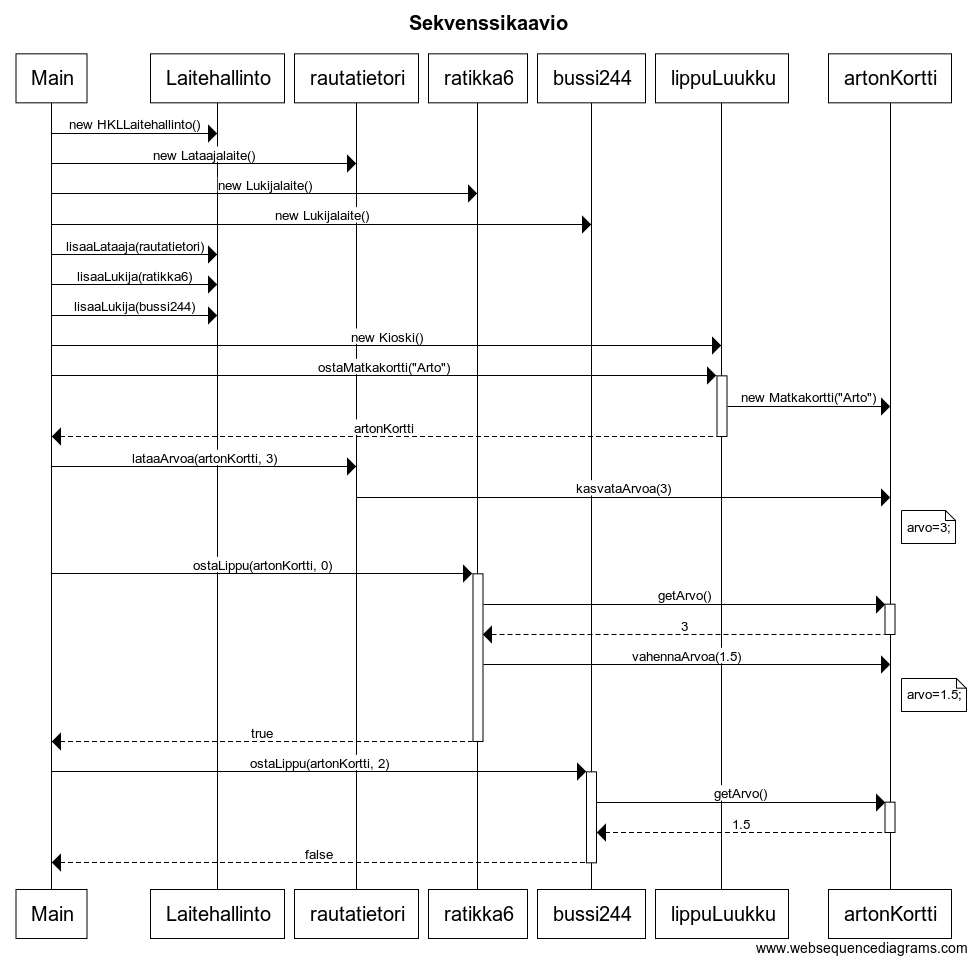 Sekvenssikaavio
Main Laitehallinto rautatietori ratikka6 bussi244 lippuLuukku artonKortti
new HKLLaitehallinto()
new Lataajalaite()
new Lukijalaite()
new Lukijalaite()
lisaaLataaja(rautatietori)
lisaaLukija(ratikka6)
lisaaLukija(bussi244)
new Kioski()
ostaMatkakortti("Arto")
new Matkakortti("Arto")
artonKortti
lataaArvoa(artonKortti, 3)
kasvataArvoa(3)
arvo=3;
ostaLippu(artonKortti, 0)
getArvo()
3
vahennaArvoa(1.5)
arvo=1.5;
true
ostaLippu(artonKortti, 2)
getArvo()
1.5
false
Main Laitehallinto rautatietori ratikka6 bussi244 lippuLuukku artonKortti
www.websequencediagrams.com